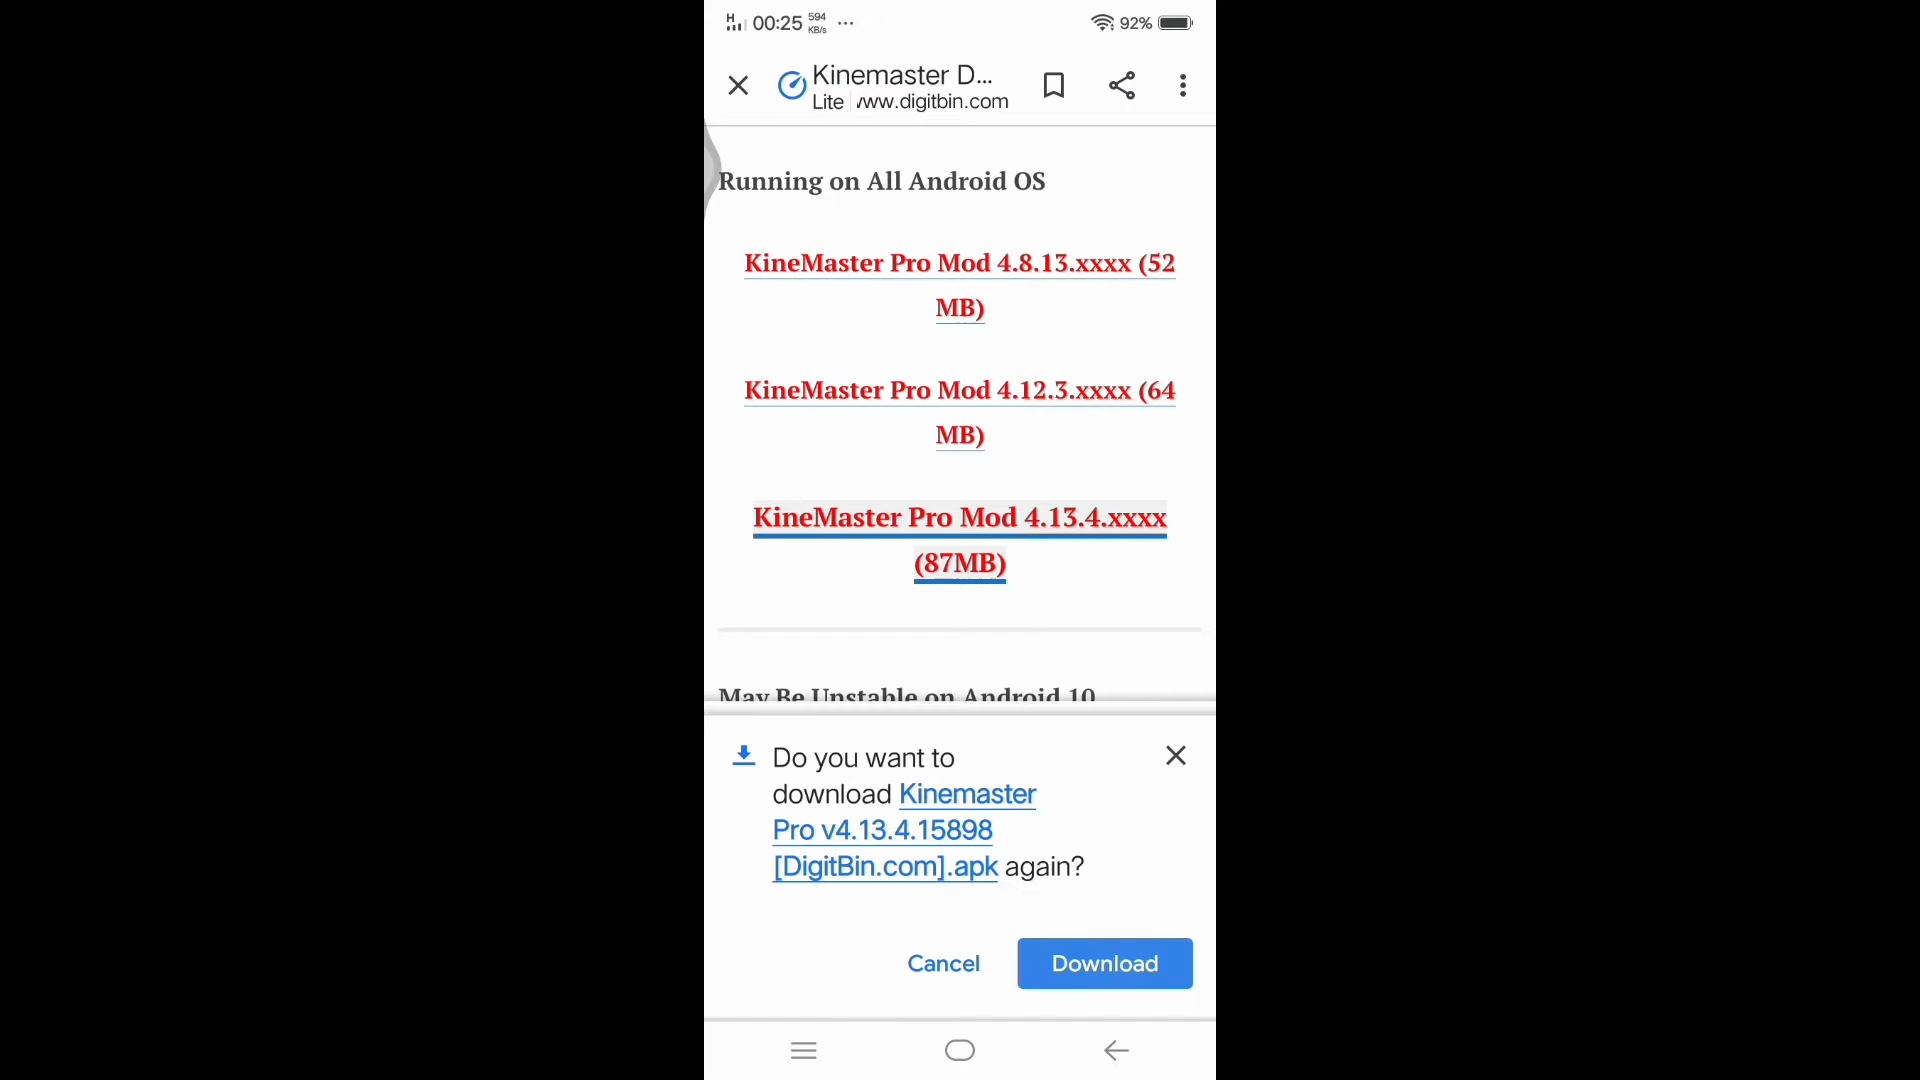 H 00:25 594 KB/s ... 92%
Kinemaster D...
Lite www.digitbin.com
Running on All Android OS
KineMaster Pro Mod 4.8.13.xxxx (52
MB)
KineMaster Pro Mod 4.12.3.xxxx (64
MB)
KineMaster Pro Mod 4.13.4.xxxx
(87MB)
May Be Unstable on Android 10
Do you want to
download Kinemaster
Pro v4.13.4.15898
[DigitBin.com].apk again?
Cancel Download